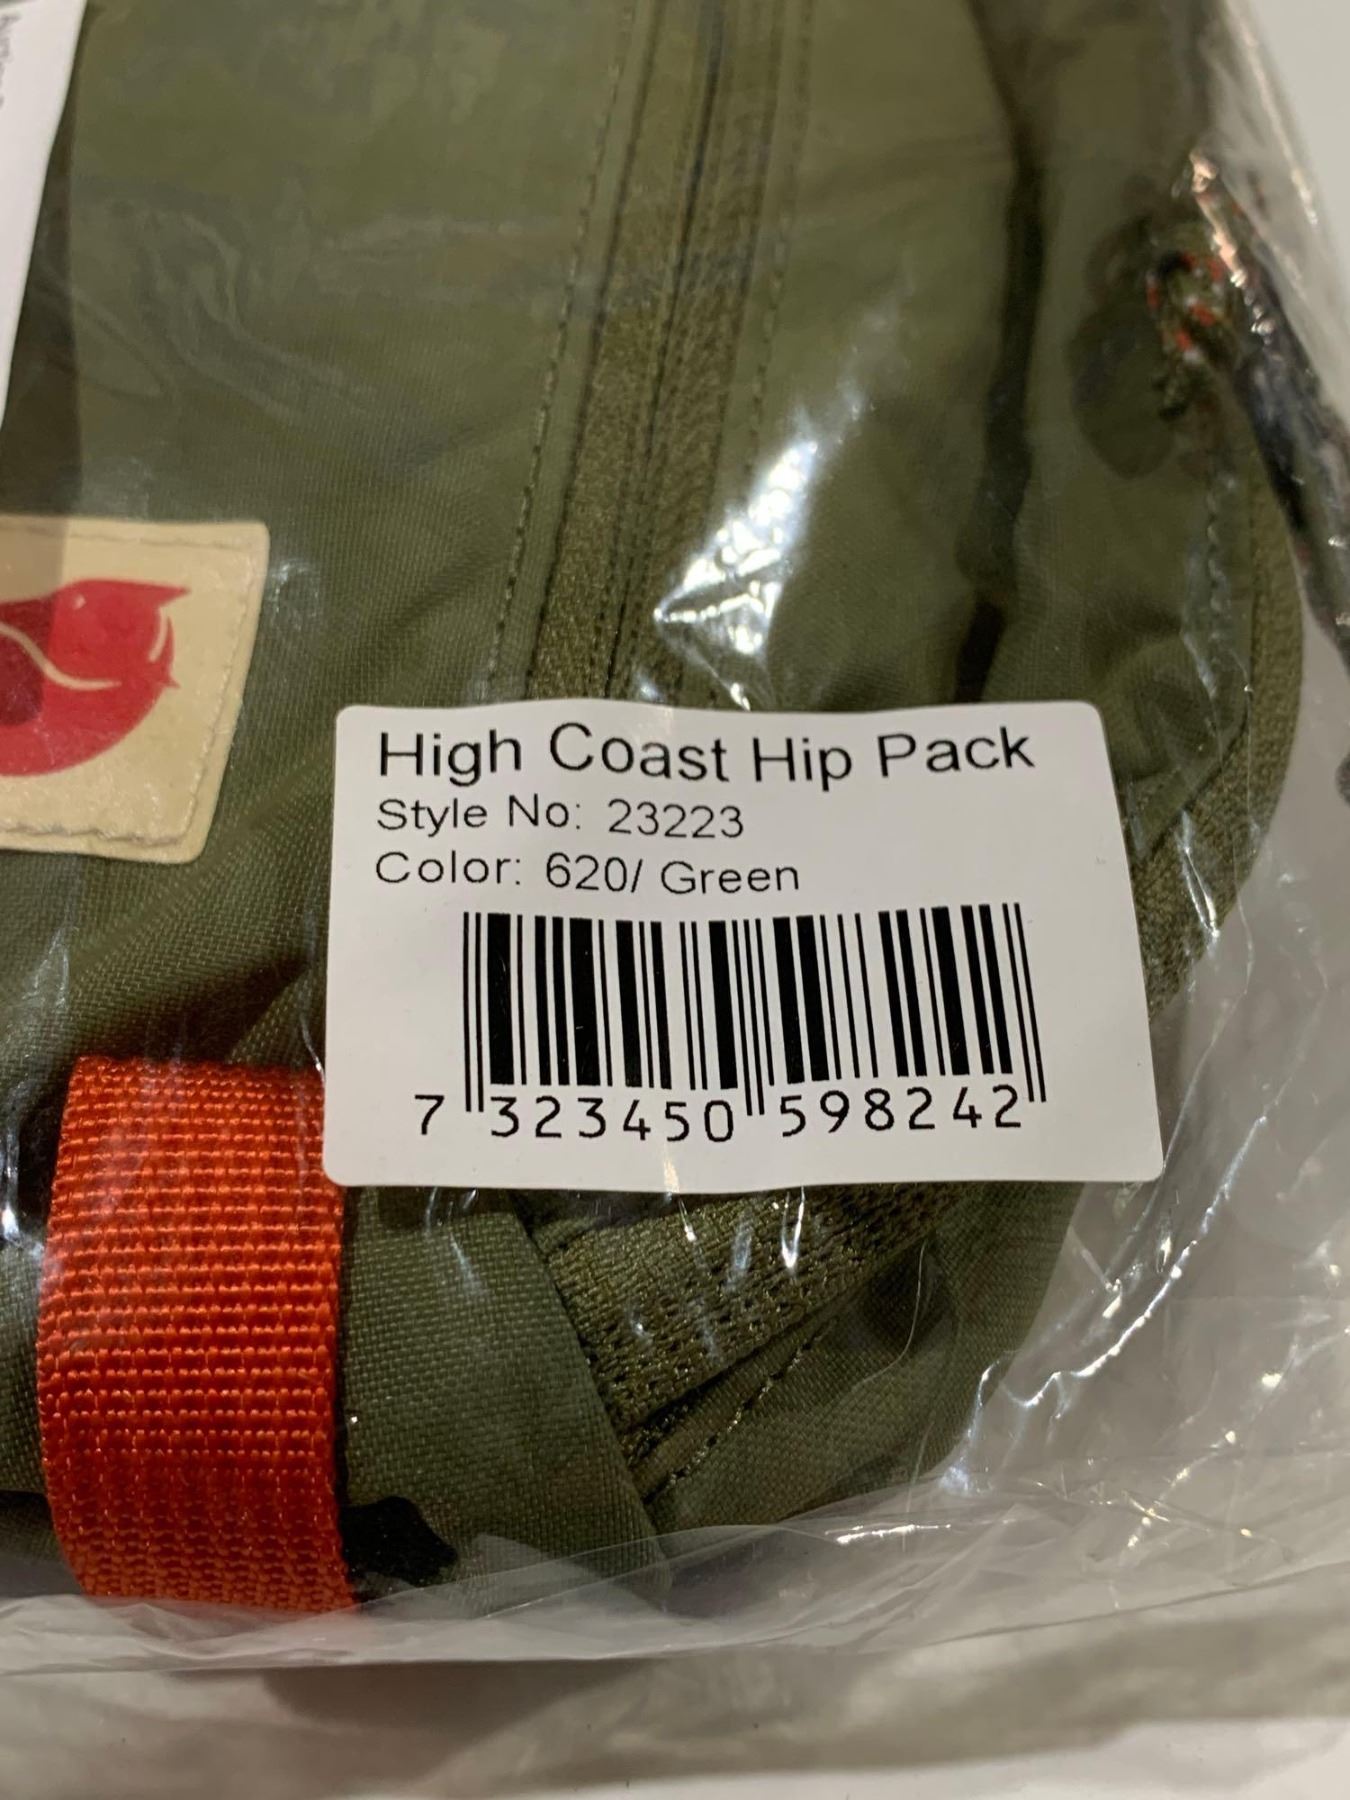 High Coast Hip Pack
Style No: 23223
Color: 620/ Green
7 323450 598242